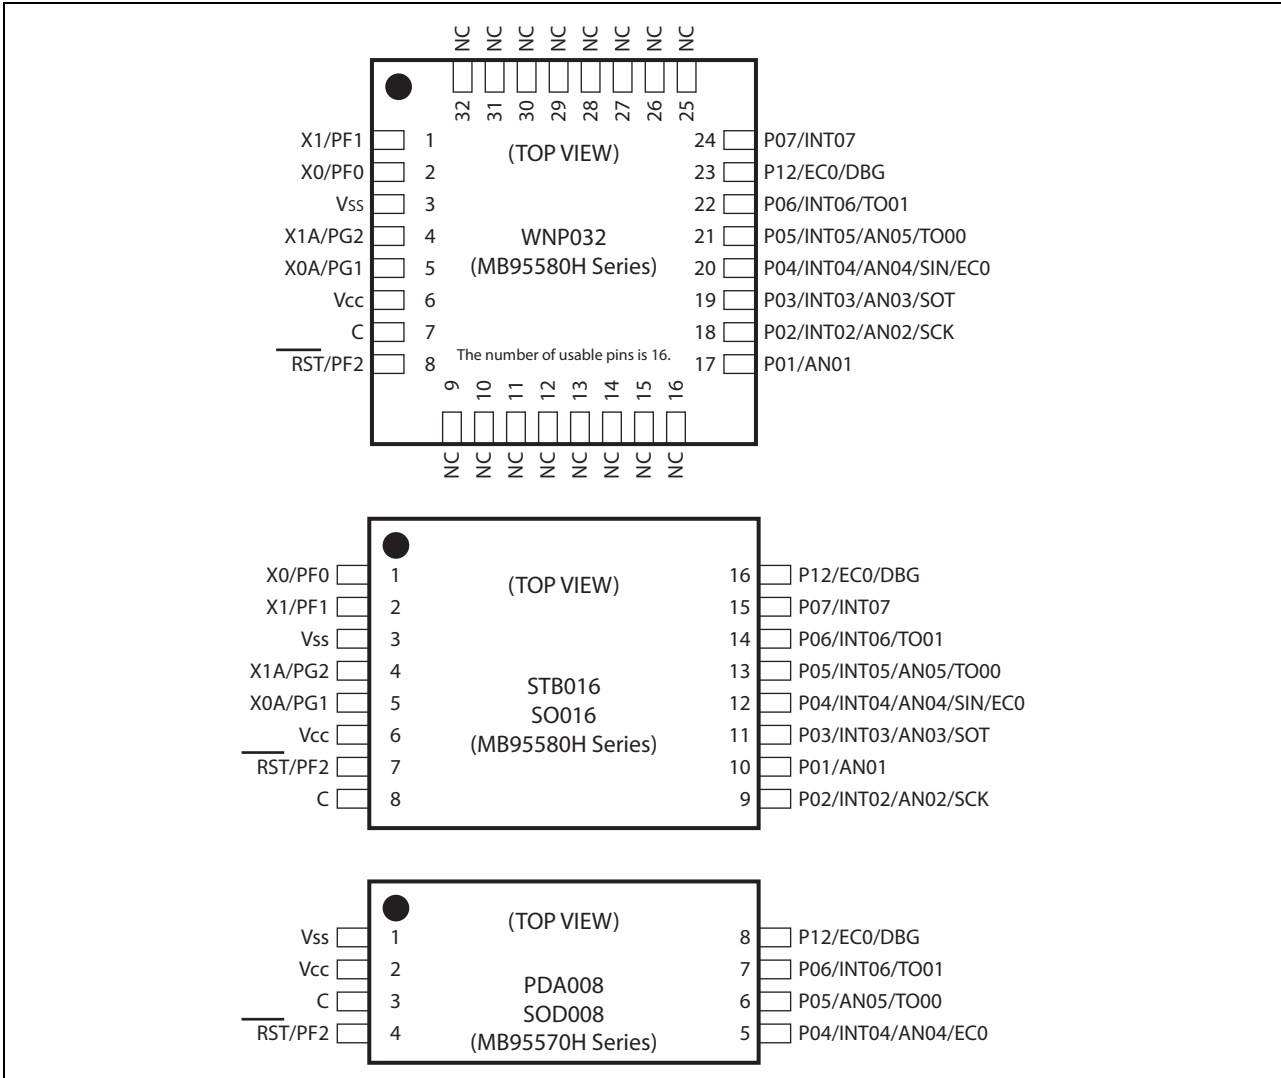 NC NC NC NC NC NC NC NC
32 31 30 29 28 27 26 25
X1/PF1 1 (TOP VIEW) 24 P07/INT07
X0/PF0 2 23 P12/EC0/DBG
Vss 3 22 P06/INT06/TO01
X1A/PG2 4 WNP032 21 P05/INT05/AN05/TO00
X0A/PG1 5 (MB95580H Series) 20 P04/INT04/AN04/SIN/EC0
Vcc 6 19 P03/INT03/AN03/SOT
C 7 18 P02/INT02/AN02/SCK
RST/PF2 8 The number of usable pins is 16. 17 P01/AN01
9 10 11 12 13 14 15 16
NC NC NC NC NC NC NC NC
X0/PF0 1 (TOP VIEW) 16 P12/EC0/DBG
X1/PF1 2 15 P07/INT07
Vss 3 14 P06/INT06/TO01
X1A/PG2 4 STB016 13 P05/INT05/AN05/TO00
X0A/PG1 5 SO016 12 P04/INT04/AN04/SIN/EC0
Vcc 6 (MB95580H Series) 11 P03/INT03/AN03/SOT
RST/PF2 7 10 P01/AN01
C 8 9 P02/INT02/AN02/SCK
(TOP VIEW)
Vss 1 8 P12/EC0/DBG
Vcc 2 PDA008 7 P06/INT06/TO01
C 3 SOD008 6 P05/AN05/TO00
RST/PF2 4 (MB95570H Series) 5 P04/INT04/AN04/EC0